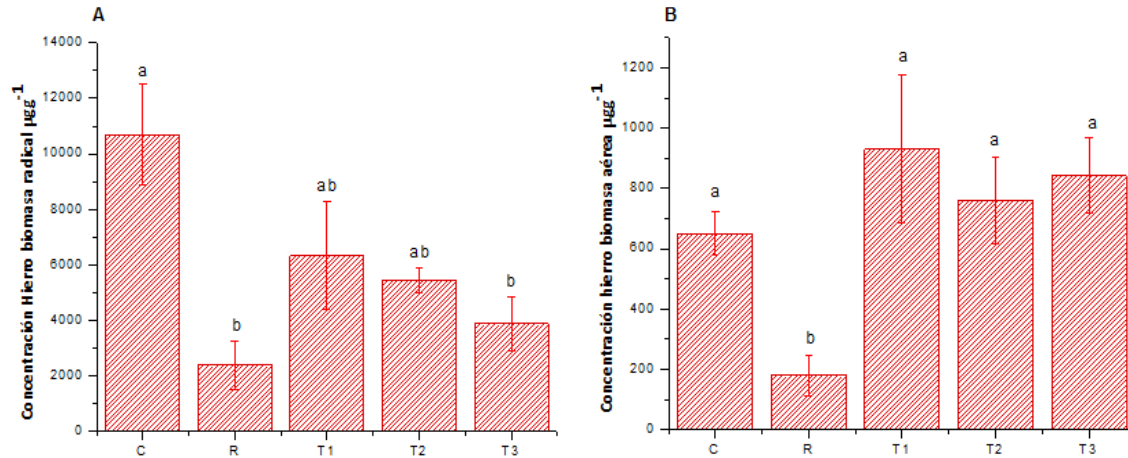 A
Concentración Hierro biomasa radical µgg⁻¹
14000
12000
10000
8000
6000
4000
2000
0
a
b
ab
ab
b
C R T1 T2 T3
B
Concentración hierro biomasa aérea µgg⁻¹
1200
1000
800
600
400
200
0
a
b
a
a
a
C R T1 T2 T3